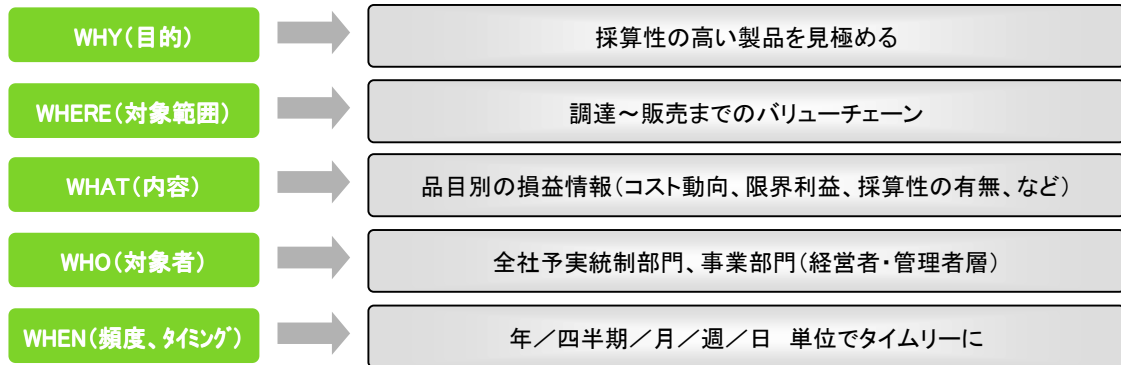 WHY(目的)
採算性の高い製品を見極める
WHERE(対象範囲)
調達～販売までのバリューチェーン
WHAT(内容)
品目別の損益情報(コスト動向、限界利益、採算性の有無、など)
WHO(対象者)
全社予実統制部門、事業部門(経営者・管理者層)
WHEN(頻度、ﾀｲﾐﾝｸﾞ)
年／四半期／月／週／日　単位でタイムリーに